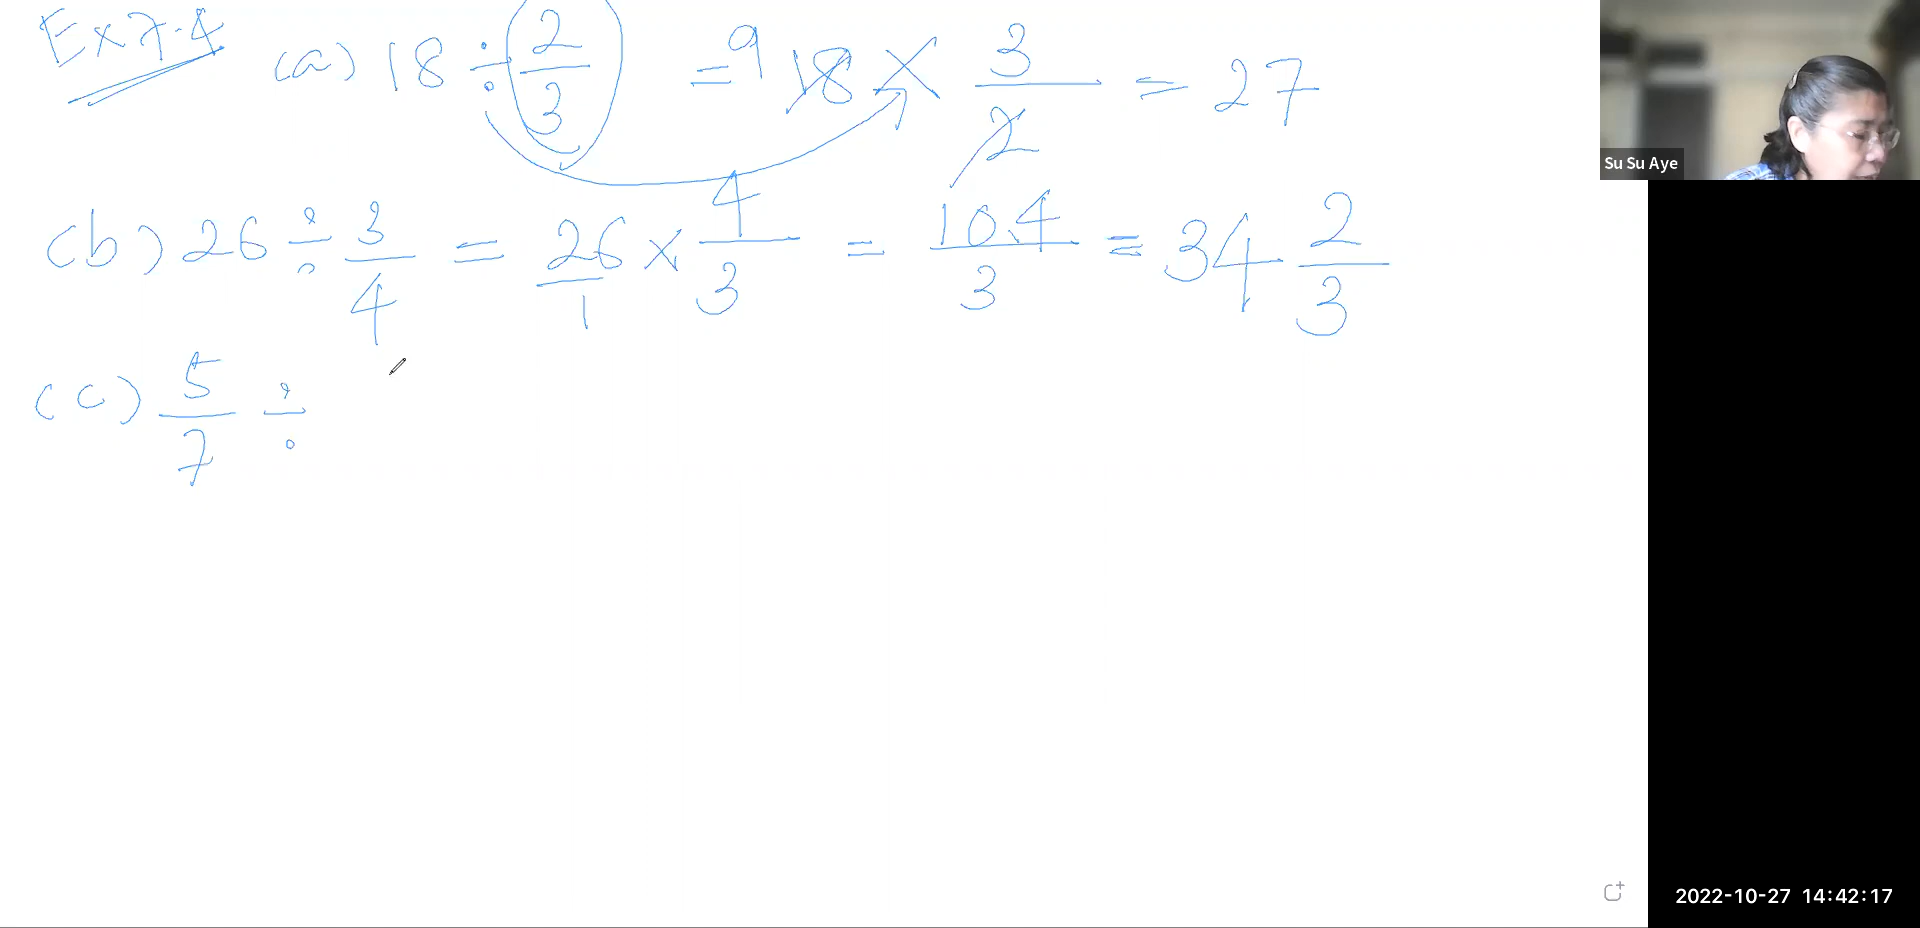 Ex 7.4 (a) 18 ÷ 2/3 = 9 18 × 3/2 = 27
Su Su Aye
(b) 26 ÷ 3/4 = 26/1 × 4/3 = 104/3 = 34 2/3
(c) 5/7 ÷
2022-10-27 14:42:17